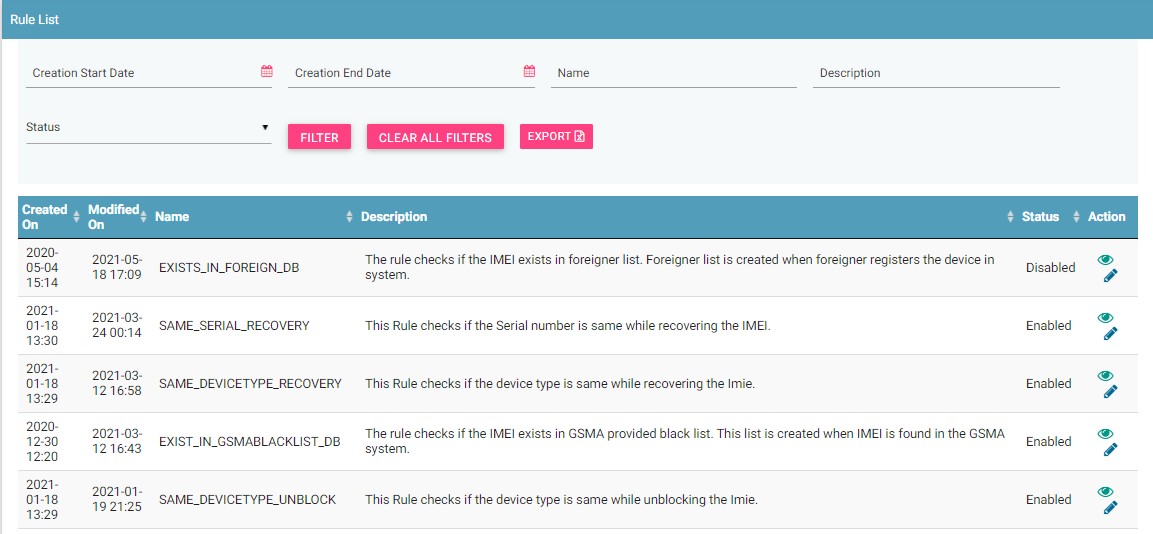 Rule List
Creation Start Date
Creation End Date
Name
Description
Status
FILTER
CLEAR ALL FILTERS
EXPORT
Created On
Modified On
Name
Description
Status
Action
2020-
05-04
15:14
2021-05-
18 17:09
EXISTS_IN_FOREIGN_DB
The rule checks if the IMEI exists in foreigner list. Foreigner list is created when foreigner registers the device in
system.
Disabled
2021-
01-18
13:30
2021-03-
24 00:14
SAME_SERIAL_RECOVERY
This Rule checks if the Serial number is same while recovering the IMEI.
Enabled
2021-
01-18
13:29
2021-03-
12 16:58
SAME_DEVICETYPE_RECOVERY
This Rule checks if the device type is same while recovering the Imie.
Enabled
2020-
12-30
12:20
2021-03-
12 16:43
EXIST_IN_GSMABLACKLIST_DB
The rule checks if the IMEI exists in GSMA provided black list. This list is created when IMEI is found in the GSMA
system.
Enabled
2021-
01-18
13:29
2021-01-
19 21:25
SAME_DEVICETYPE_UNBLOCK
This Rule checks if the device type is same while unblocking the Imie.
Enabled